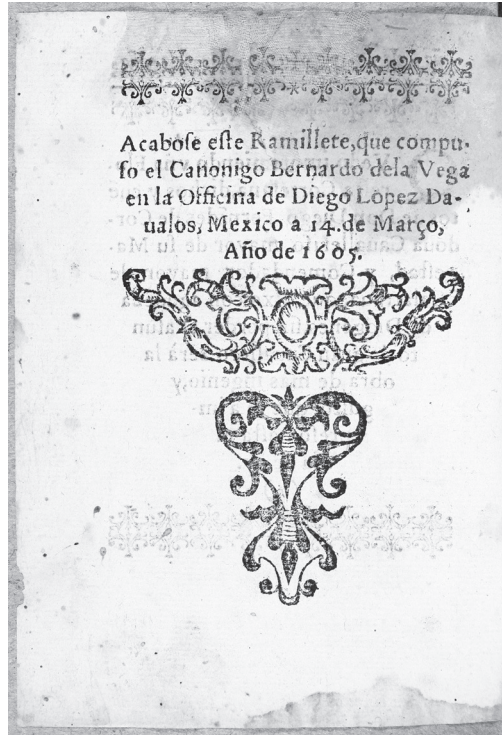 Acabose este Ramillete, que compu-
so el Canonigo Bernardo dela Vega
en la Officina de Diego Lopez Da-
ualos, Mexico a 14. de Março,
Año de 1605.